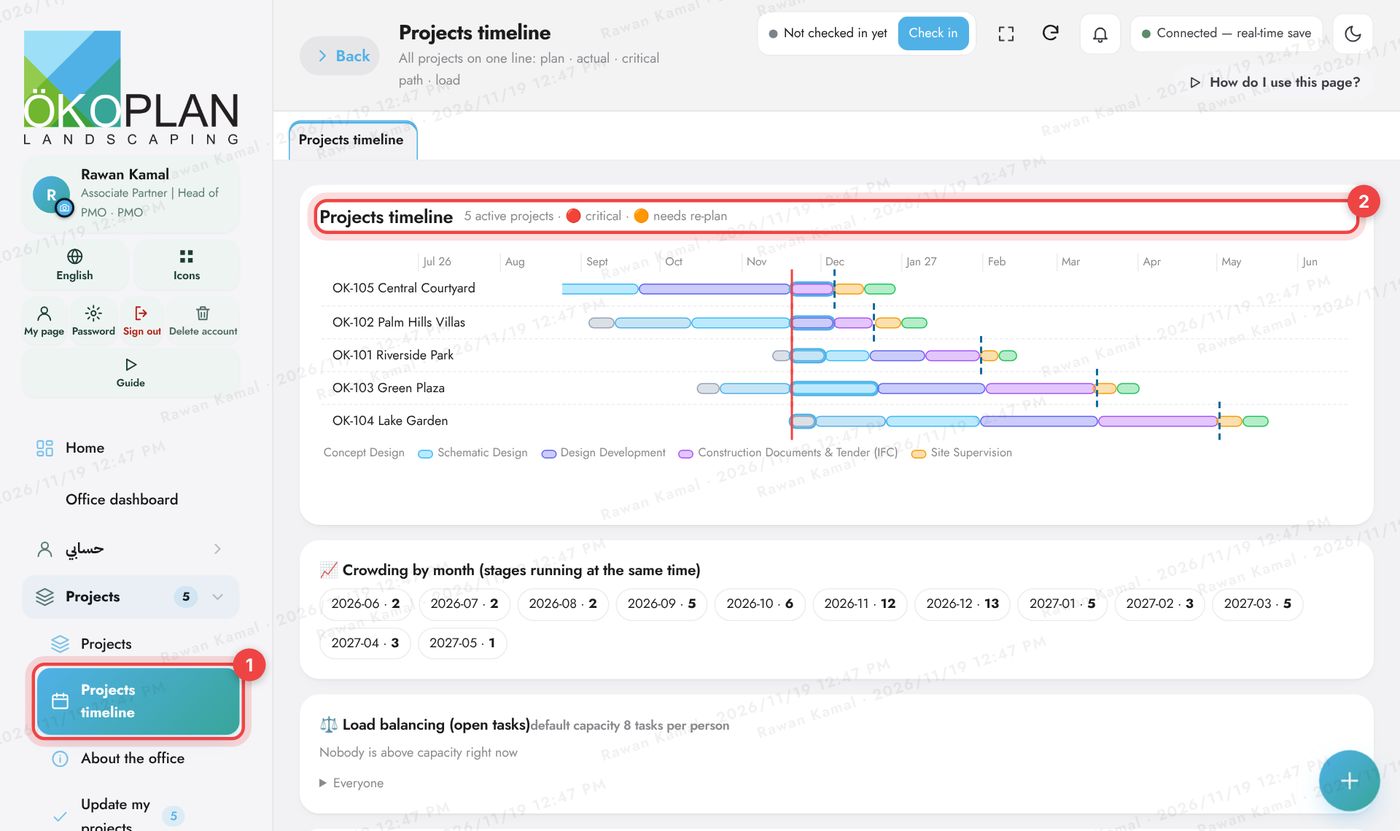 ÖKOPLAN
LANDSCAPING
Rawan Kamal
R
Associate Partner | Head of
PMO · PMO
English
Icons
My page
Password
Sign out
Delete account
Guide
Home
Office dashboard
حسابي
Projects 5
Projects
1
Projects
timeline
About the office
Update my
projects
5
Back
Projects timeline
All projects on one line: plan · actual · critical
path · load
Not checked in yet
Check in
Connected — real-time save
How do I use this page?
Projects timeline
2
Projects timeline 5 active projects · critical · needs re-plan
Jul 26 Aug Sept Oct Nov Dec Jan 27 Feb Mar Apr May Jun
OK-105 Central Courtyard
OK-102 Palm Hills Villas
OK-101 Riverside Park
OK-103 Green Plaza
OK-104 Lake Garden
Concept Design Schematic Design Design Development Construction Documents & Tender (IFC) Site Supervision
Crowding by month (stages running at the same time)
2026-06 · 2 2026-07 · 2 2026-08 · 2 2026-09 · 5 2026-10 · 6 2026-11 · 12 2026-12 · 13 2027-01 · 5 2027-02 · 3 2027-03 · 5
2027-04 · 3 2027-05 · 1
Load balancing (open tasks)default capacity 8 tasks per person
Nobody is above capacity right now
Everyone
Rawan Kamal · 2026/11/19 12:47 PM